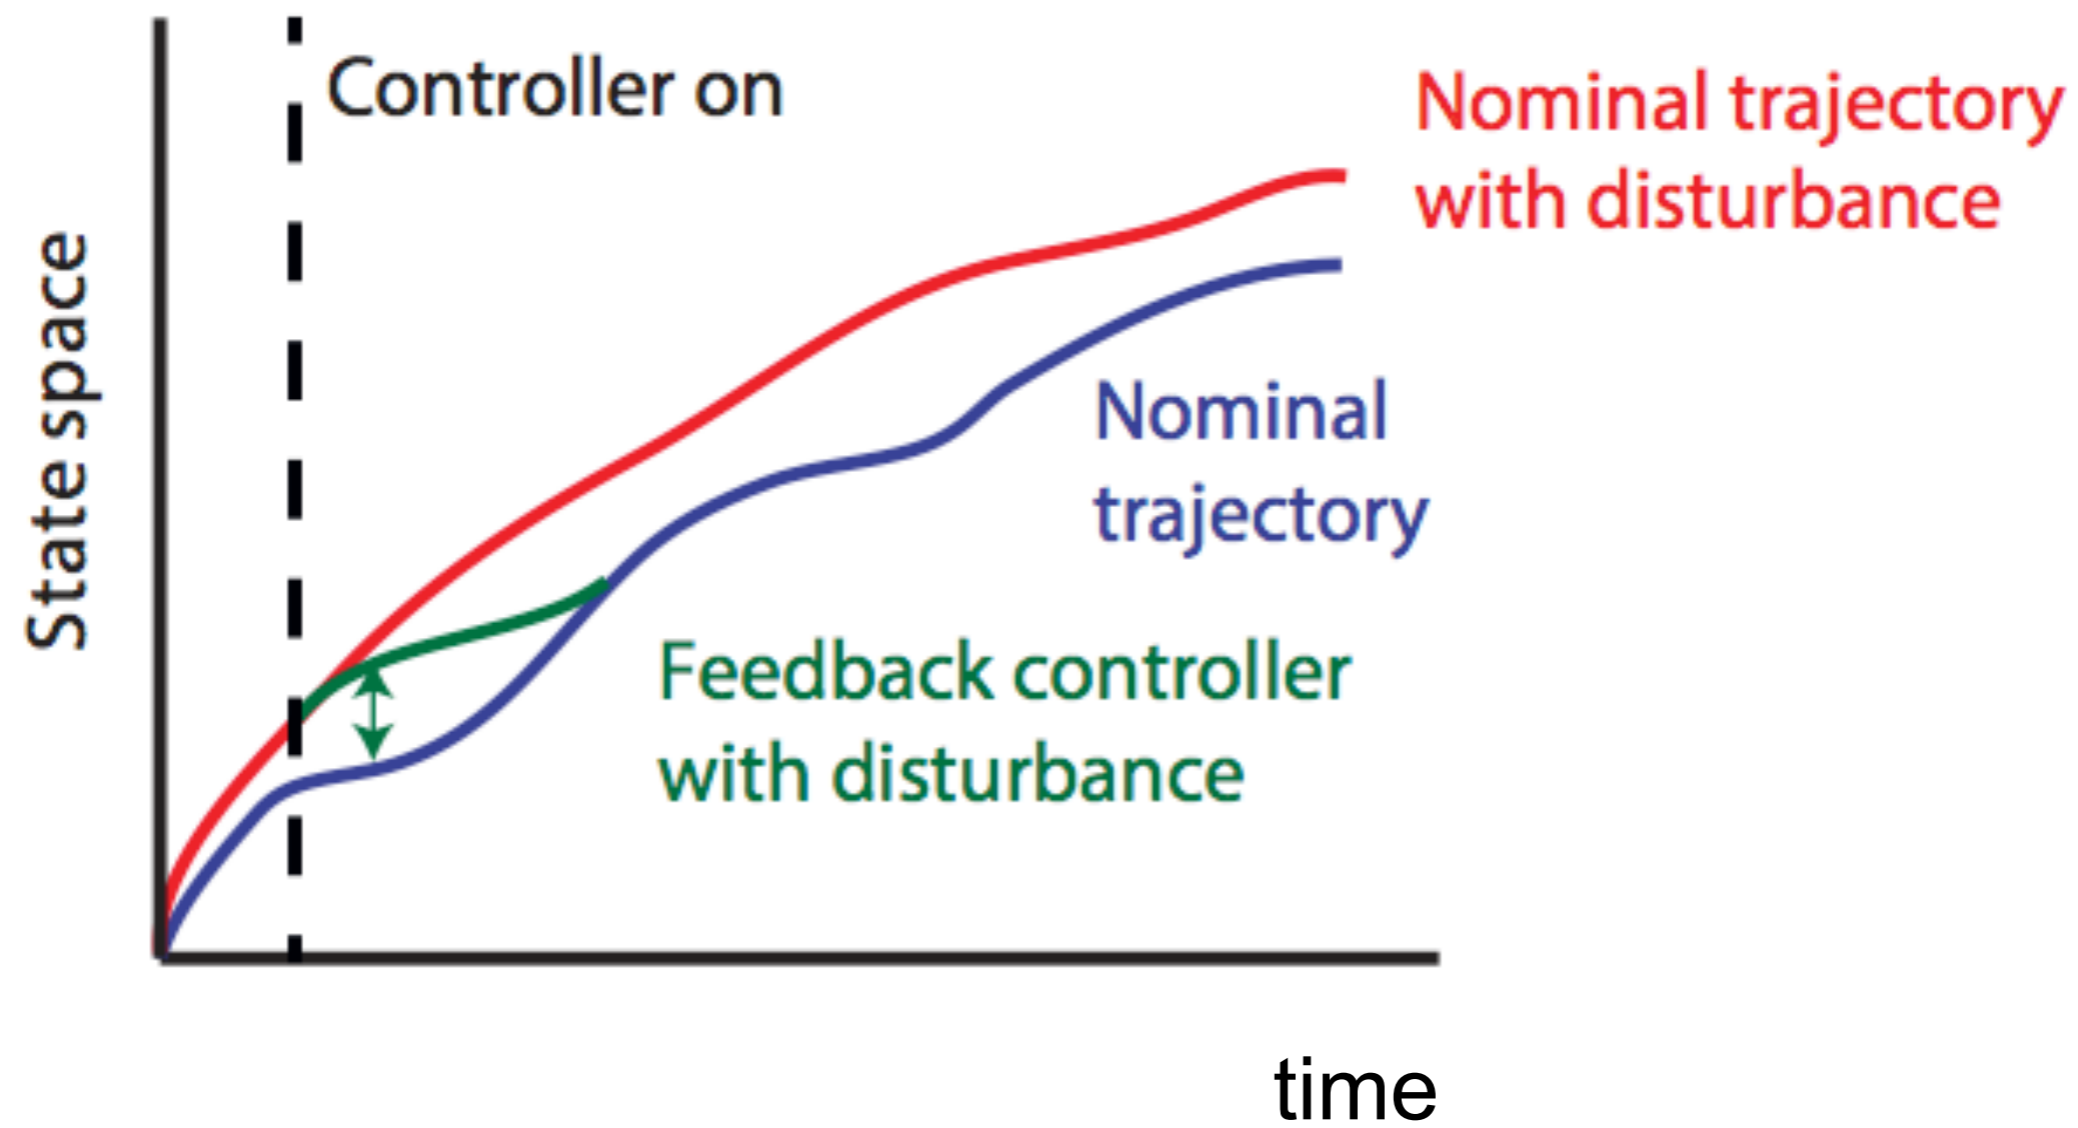 Controller on
Nominal trajectory
with disturbance
State space
Nominal
trajectory
Feedback controller
with disturbance
time